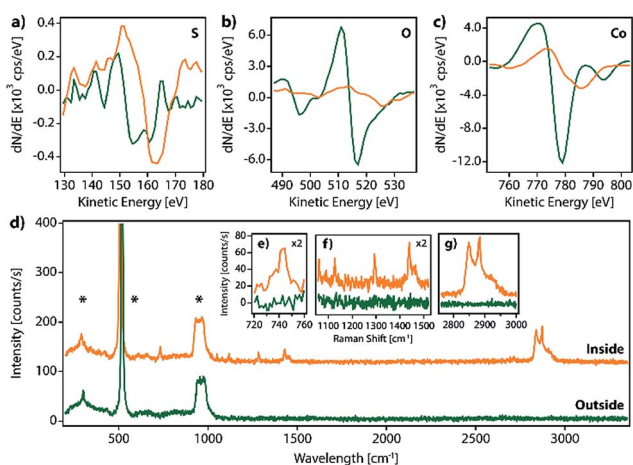 a) S
b) O
c) Co
dN/dE [x10³ cps/eV]
0.4
0.2
0.0
-0.2
-0.4
130 140 150 160 170 180
Kinetic Energy [eV]
dN/dE [x10³ cps/eV]
6.0
3.0
0.0
-3.0
-6.0
490 500 510 520 530
Kinetic Energy [eV]
dN/dE [x10³ cps/eV]
4.0
0.0
-4.0
-8.0
-12.0
760 770 780 790 800
Kinetic Energy [eV]
d)
Intensity [counts/s]
400
300
200
100
0
* * *
e) x2
f) x2
g)
Intensity [counts/s]
80
60
40
20
0
720 740 760
1100 1200 1300 1400 1500
2800 2900 3000
Raman Shift [cm⁻¹]
Inside
Outside
500 1000 1500 2000 2500 3000
Wavelength [cm⁻¹]